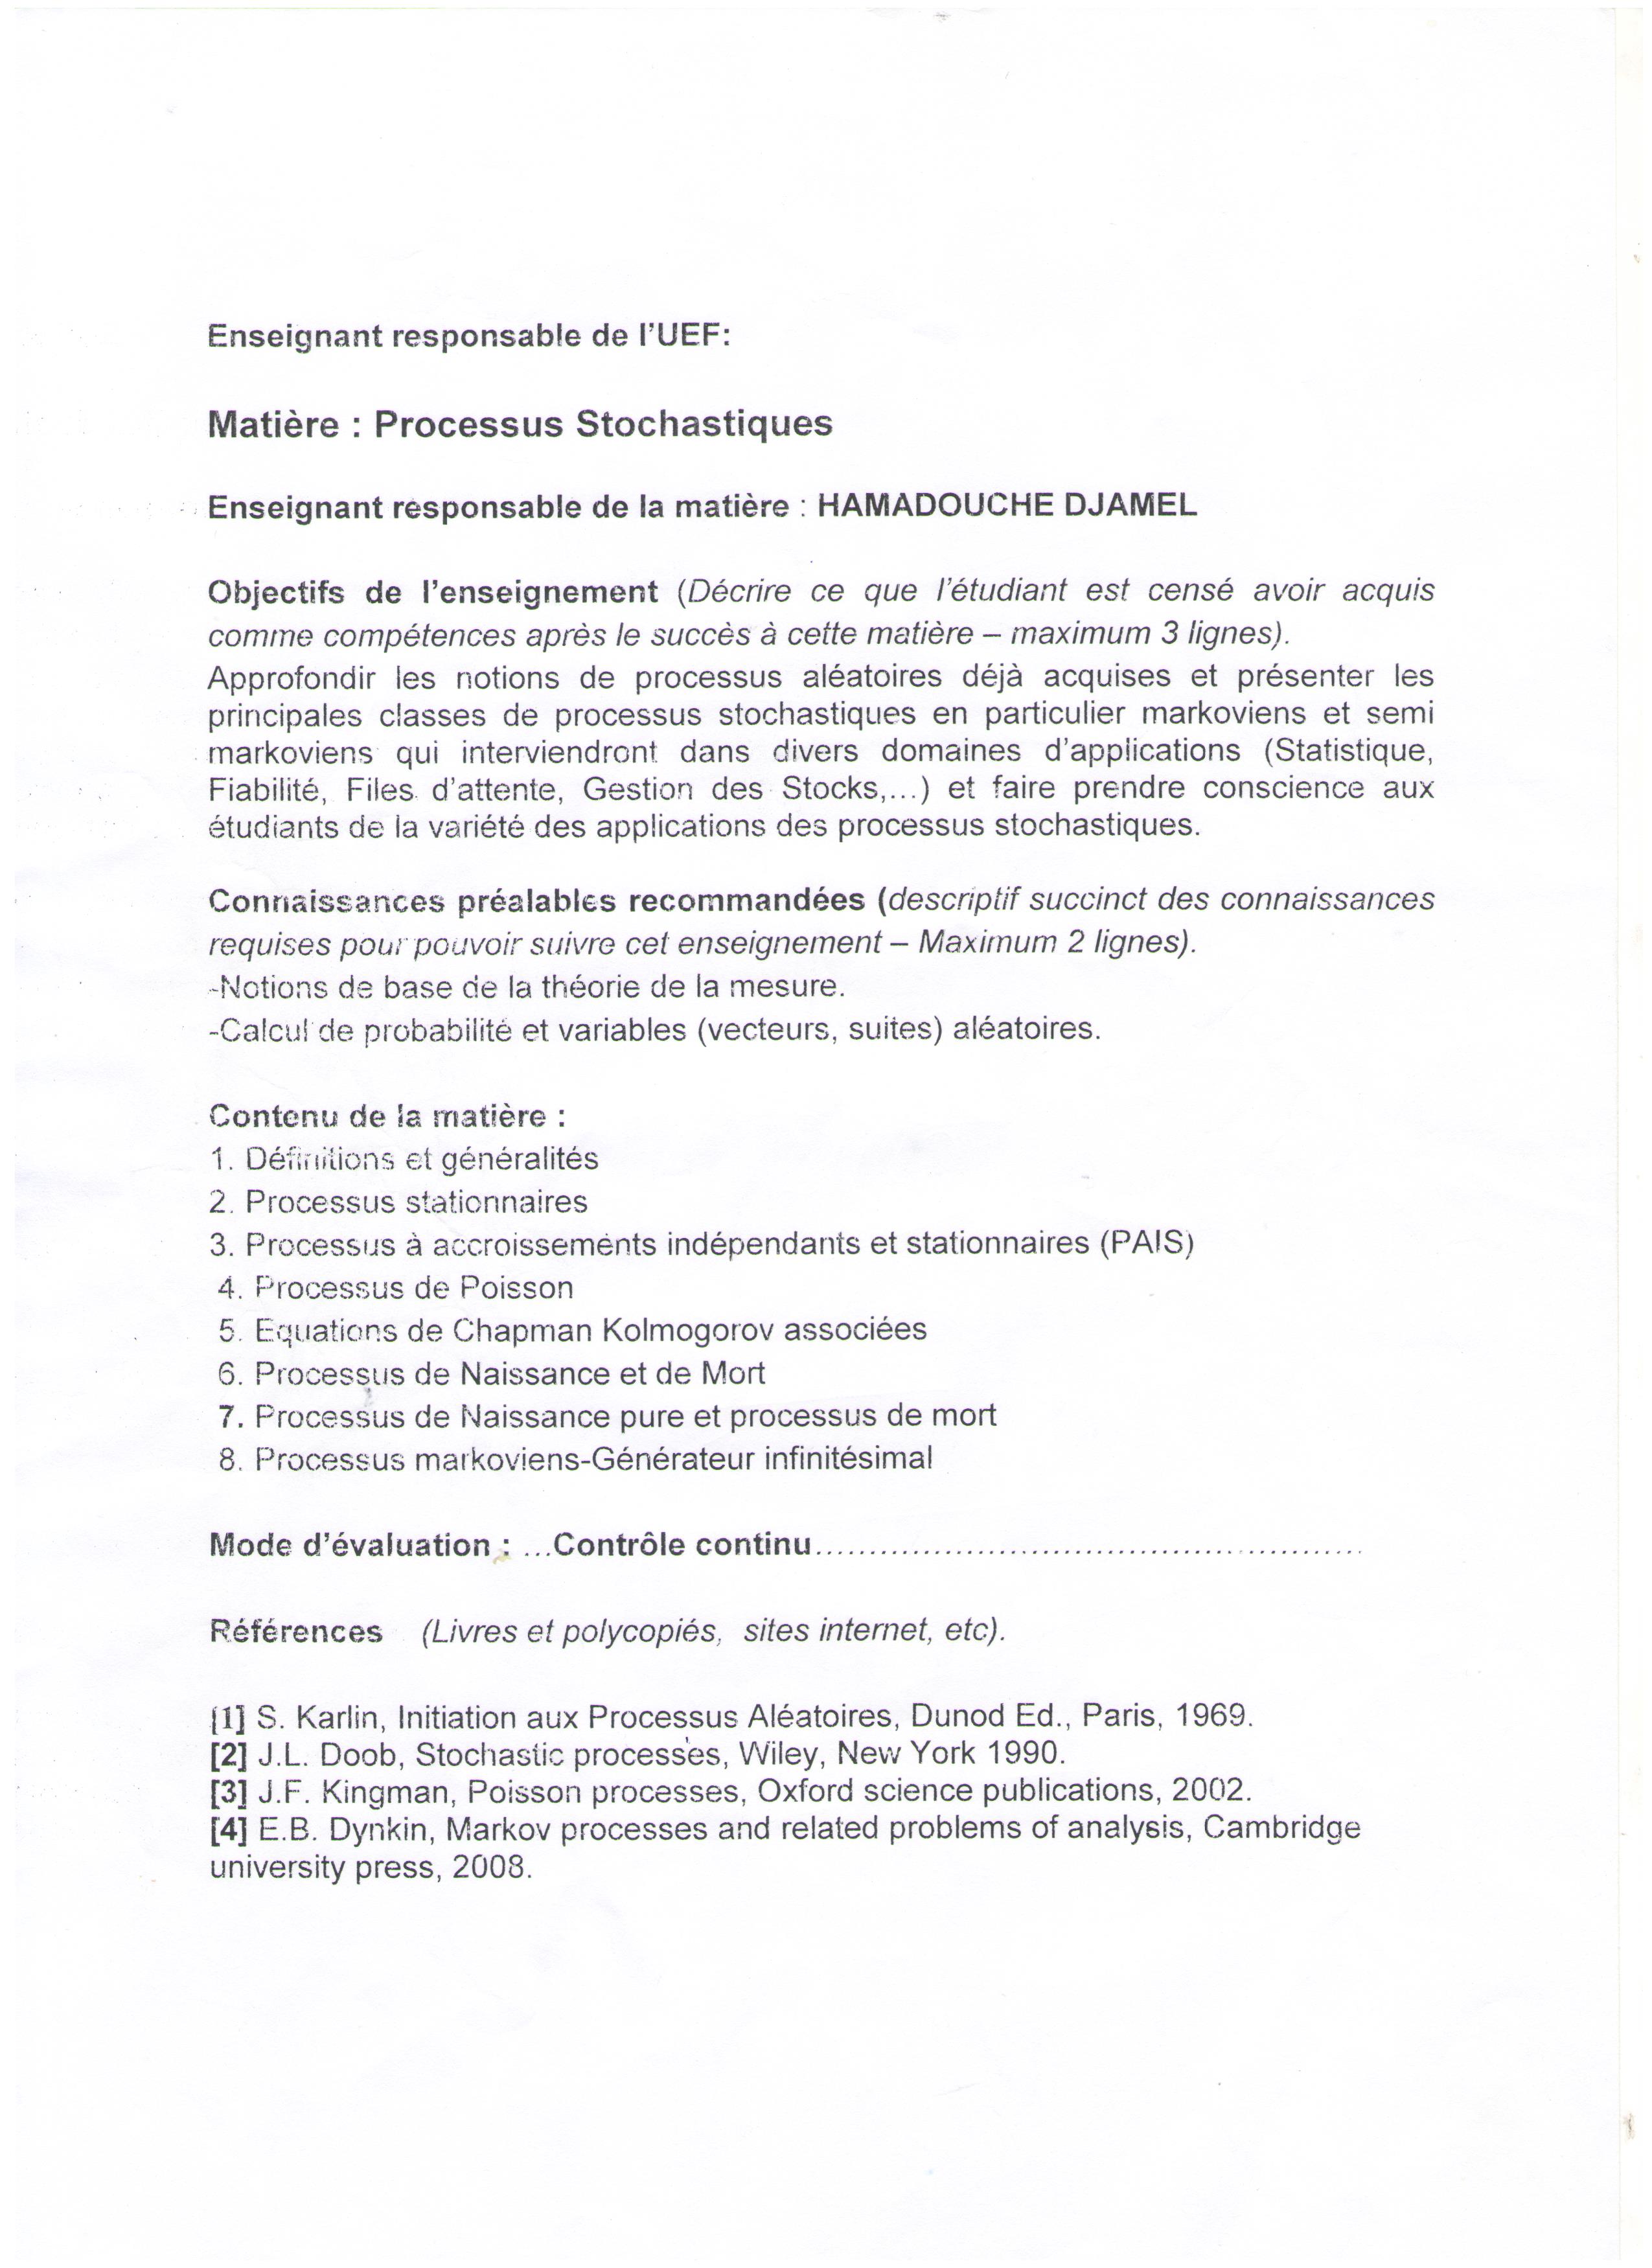 Enseignant responsable de l'UEF:
Matière : Processus Stochastiques
Enseignant responsable de la matière : HAMADOUCHE DJAMEL
Objectifs de l'enseignement (Décrire ce que l'étudiant est censé avoir acquis
comme compétences après le succès à cette matière – maximum 3 lignes).
Approfondir les notions de processus aléatoires déjà acquises et présenter les
principales classes de processus stochastiques en particulier markoviens et semi
markoviens qui interviendront dans divers domaines d'applications (Statistique,
Fiabilité, Files d'attente, Gestion des Stocks,...) et faire prendre conscience aux
étudiants de la variété des applications des processus stochastiques.
Connaissances préalables recommandées (descriptif succinct des connaissances
requises pour pouvoir suivre cet enseignement – Maximum 2 lignes).
-Notions de base de la théorie de la mesure.
-Calcul de probabilité et variables (vecteurs, suites) aléatoires.
Contenu de la matière :
1. Définitions et généralités
2. Processus stationnaires
3. Processus à accroissements indépendants et stationnaires (PAIS)
4. Processus de Poisson
5. Equations de Chapman Kolmogorov associées
6. Processus de Naissance et de Mort
7. Processus de Naissance pure et processus de mort
8. Processus markoviens-Générateur infinitésimal
Mode d'évaluation : ...Contrôle continu....................................................
Références (Livres et polycopiés, sites internet, etc).
[1] S. Karlin, Initiation aux Processus Aléatoires, Dunod Ed., Paris, 1969.
[2] J.L. Doob, Stochastic processes, Wiley, New York 1990.
[3] J.F. Kingman, Poisson processes, Oxford science publications, 2002.
[4] E.B. Dynkin, Markov processes and related problems of analysis, Cambridge
university press, 2008.